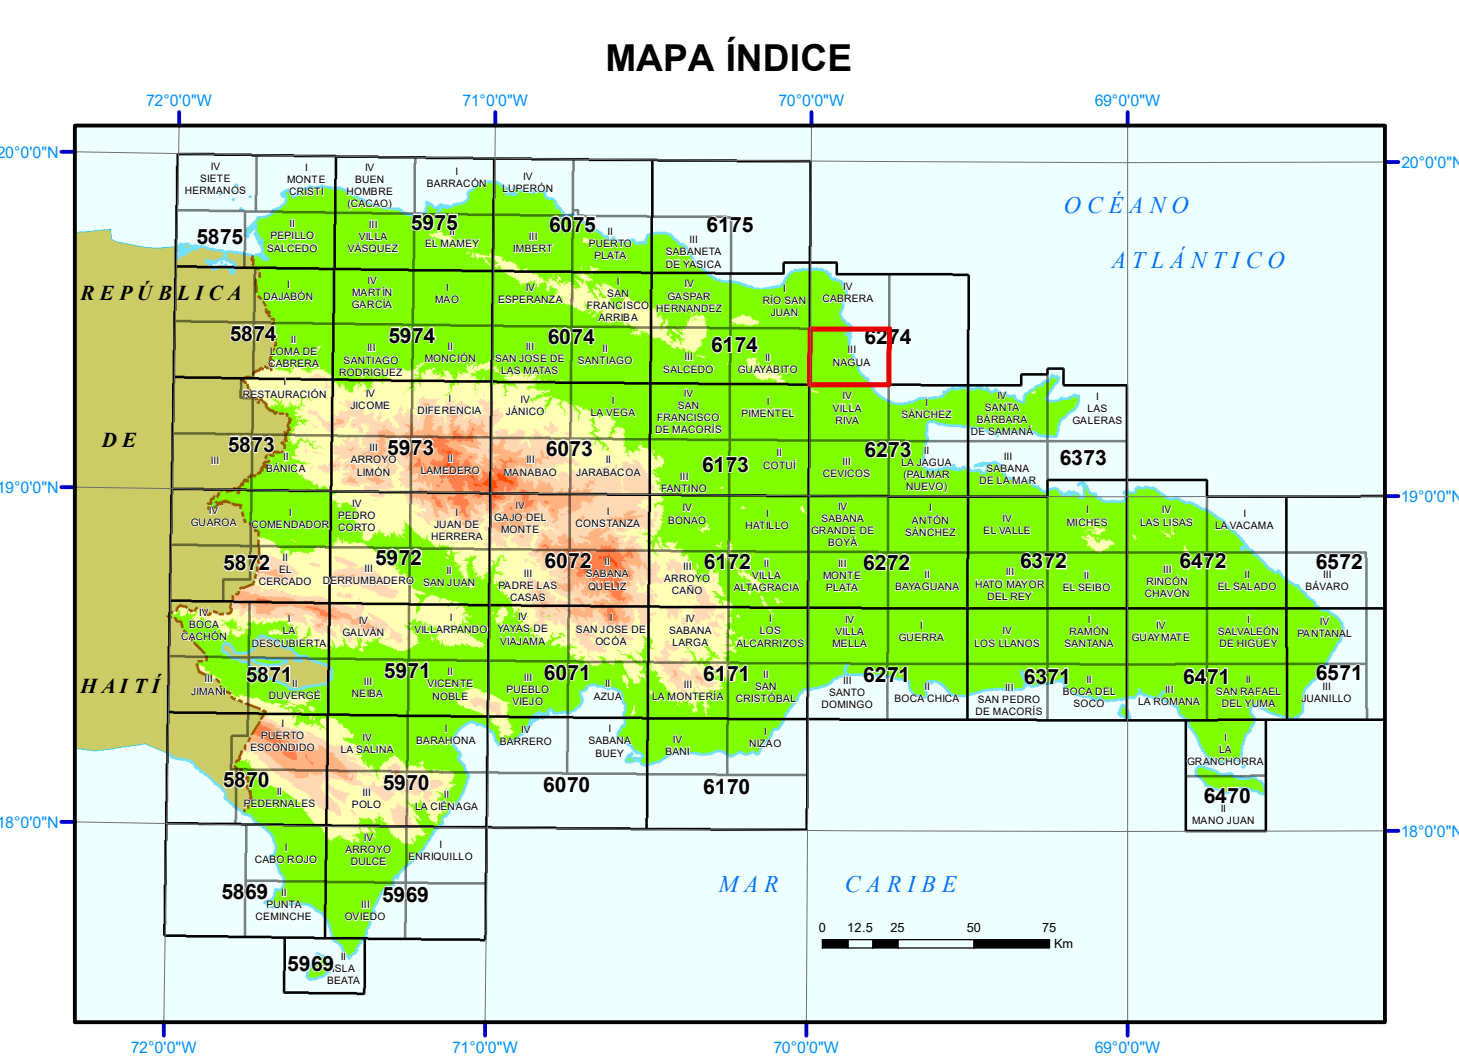 MAPA ÍNDICE
72°0'0"W
71°0'0"W
70°0'0"W
69°0'0"W
20°0'0"N
20°0'0"N
IV
SIETE
HERMANOS
I
MONTE
CRISTI
IV
BUEN
HOMBRE
(CACAO)
I
BARRACÓN
IV
LUPERÓN
OCÉANO
ATLÁNTICO
5875
II
PEPILLO
SALCEDO
III
VILLA
VÁSQUEZ
5975
II
EL MAMEY
III
IMBERT
6075
II
PUERTO
PLATA
6175
III
SABANETA
DE YASICA
REPÚBLICA
I
DAJABÓN
IV
MARTÍN
GARCÍA
I
MAO
IV
ESPERANZA
I
SAN
FRANCISCO
ARRIBA
IV
GASPAR
HERNANDEZ
I
RÍO SAN
JUAN
IV
CABRERA
5874
II
LOMA DE
CABRERA
5974
III
SANTIAGO
RODRIGUEZ
II
MONCIÓN
6074
III
SAN JOSE DE
LAS MATAS
II
SANTIAGO
6174
III
SALCEDO
II
GUAYABITO
6274
III
NAGUA
I
RESTAURACIÓN
IV
JICOME
I
DIFERENCIA
IV
JÁNICO
I
LA VEGA
IV
SAN
FRANCISCO
DE MACORÍS
I
PIMENTEL
IV
VILLA
RIVA
I
SÁNCHEZ
IV
SANTA
BÁRBARA
DE SAMANÁ
I
LAS
GALERAS
DE
5873
III
II
BÁNICA
5973
III
ARROYO
LIMÓN
II
LAMEDERO
6073
III
MANABAO
II
JARABACOA
6173
III
FANTINO
II
COTUÍ
6273
III
CEVICOS
II
LA JAGUA
(PALMAR
NUEVO)
6373
III
SABANA
DE LA MAR
19°0'0"N
19°0'0"N
IV
GUAROA
I
COMENDADOR
IV
PEDRO
CORTO
I
JUAN DE
HERRERA
IV
GAJO DEL
MONTE
I
CONSTANZA
IV
BONAO
I
HATILLO
IV
SABANA
GRANDE DE
BOYÁ
I
ANTÓN
SÁNCHEZ
IV
EL VALLE
I
MICHES
IV
LAS LISAS
I
LA VACAMA
5872
II
EL
CERCADO
5972
III
DERRUMBADERO
II
SAN JUAN
6072
III
PADRE LAS
CASAS
II
SABANA
QUELIZ
6172
III
ARROYO
CAÑO
II
VILLA
ALTAGRACIA
6272
III
MONTE
PLATA
II
BAYAGUANA
6372
III
HATO MAYOR
DEL REY
II
EL SEIBO
6472
III
RINCÓN
CHAVÓN
II
EL SALADO
6572
III
BÁVARO
IV
BOCA
CACHÓN
I
LA
DESCUBIERTA
IV
GALVÁN
I
VILLARPANDO
IV
YAYAS DE
VIAJAMA
I
SAN JOSE DE
OCOA
IV
SABANA
LARGA
I
LOS
ALCARRIZOS
IV
VILLA
MELLA
I
GUERRA
IV
LOS LLANOS
I
RAMÓN
SANTANA
IV
GUAYMATE
I
SALVALEÓN
DE HIGÜEY
IV
PANTANAL
HAITÍ
5871
III
JIMANÍ
II
DUVERGÉ
5971
III
NEIBA
II
VICENTE
NOBLE
6071
III
PUEBLO
VIEJO
II
AZUA
6171
III
LA MONTERÍA
II
SAN
CRISTÓBAL
6271
III
SANTO
DOMINGO
II
BOCA CHICA
6371
III
SAN PEDRO
DE MACORÍS
II
BOCA DEL
SOCO
6471
III
LA ROMANA
II
SAN RAFAEL
DEL YUMA
6571
III
JUANILLO
I
PUERTO
ESCONDIDO
IV
LA SALINA
I
BARAHONA
IV
BARRERO
I
SABANA
BUEY
IV
BANI
I
NIZAO
I
LA
GRANCHORRA
5870
II
PEDERNALES
5970
III
POLO
II
LA CIÉNAGA
6070
6170
6470
II
MANO JUAN
18°0'0"N
18°0'0"N
I
CABO ROJO
IV
ARROYO
DULCE
I
ENRIQUILLO
MAR CARIBE
5869
II
PUNTA
CEMINCHE
5969
III
OVIEDO
0 12.5 25 50 75
Km
5969
II
ISLA
BEATA
72°0'0"W
71°0'0"W
70°0'0"W
69°0'0"W